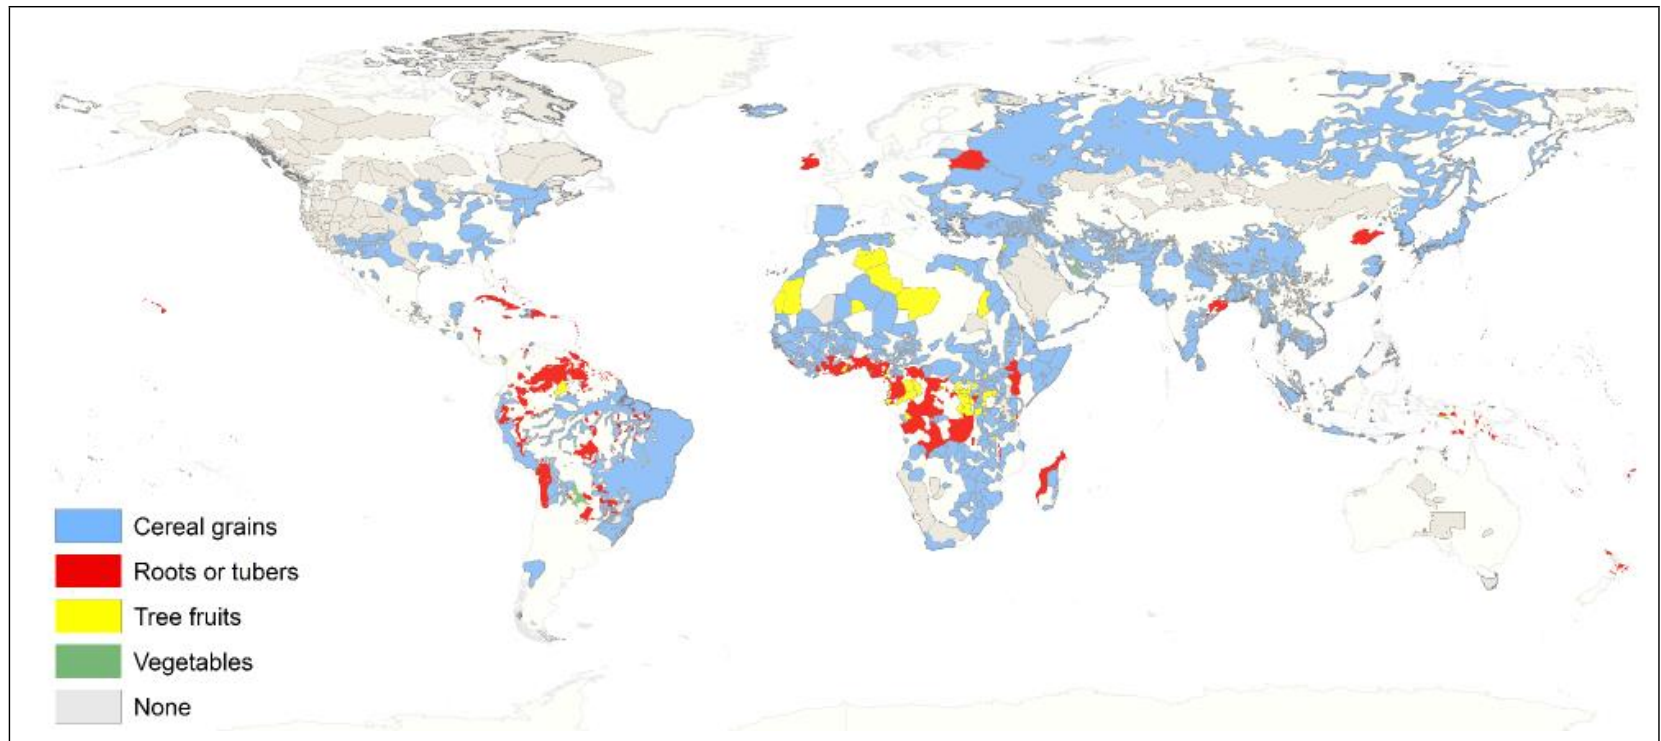 Cereal grains
Roots or tubers
Tree fruits
Vegetables
None